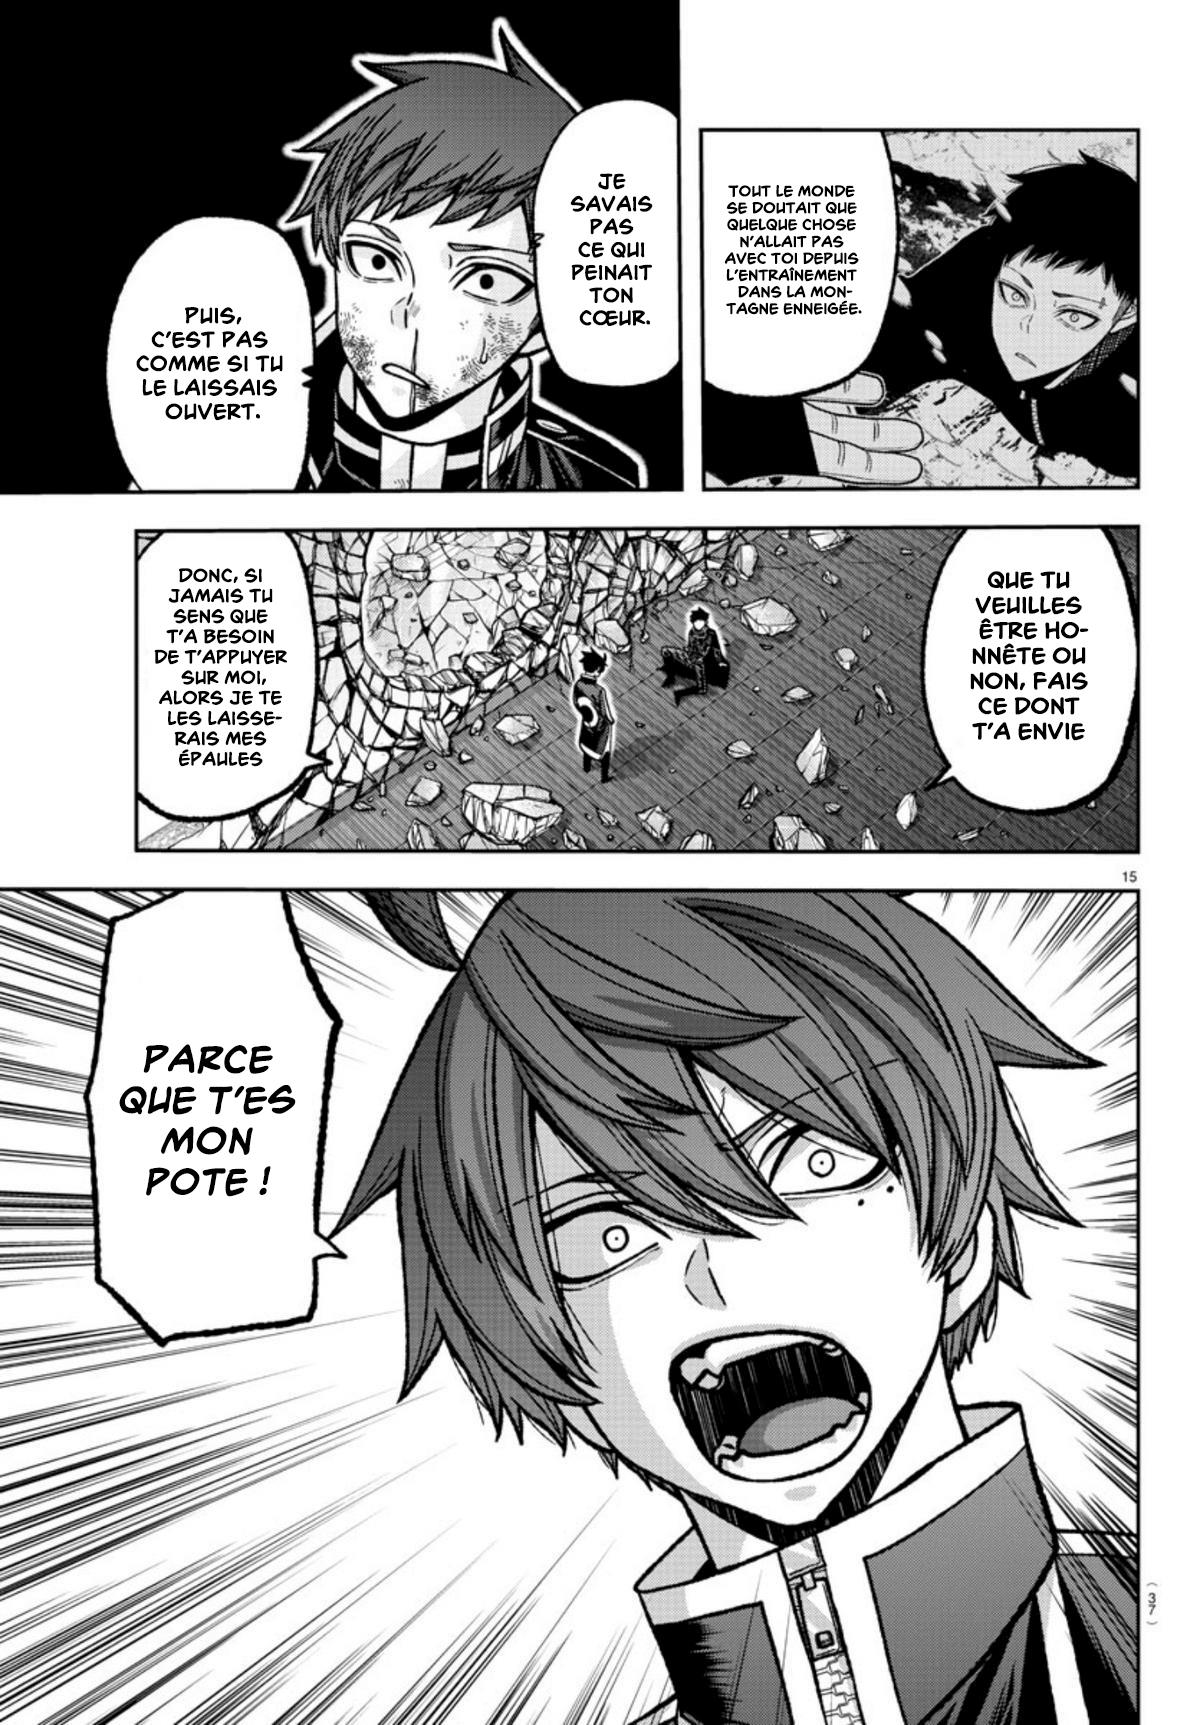 TOUT LE MONDE
SE DOUTAIT QUE
QUELQUE CHOSE
N'ALLAIT PAS
AVEC TOI DEPUIS
L'ENTRAÎNEMENT
DANS LA MON-
TAGNE ENNEIGÉE.
JE
SAVAIS
PAS
CE QUI
PEINAIT
TON
CŒUR.
PUIS,
C'EST PAS
COMME SI TU
LE LAISSAIS
OUVERT.
QUE TU
VEUILLES
ÊTRE HO-
NNÊTE OU
NON, FAIS
CE DONT
T'A ENVIE
DONC, SI
JAMAIS TU
SENS QUE
T'A BESOIN
DE T'APPUYER
SUR MOI,
ALORS JE TE
LES LAISSE-
RAIS MES
ÉPAULES
15
PARCE
QUE T'ES
MON
POTE !
(37)